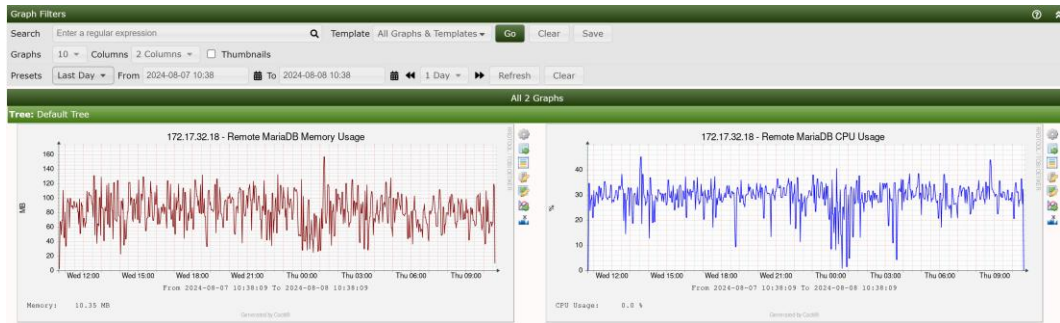 Graph Filters
Search Enter a regular expression Template All Graphs & Templates Go Clear Save
Graphs 10 Columns 2 Columns Thumbnails
Presets Last Day From 2024-08-07 10:38 To 2024-08-08 10:38 1 Day Refresh Clear
All 2 Graphs
Tree: Default Tree
172.17.32.18 - Remote MariaDB Memory Usage
MB
160
140
120
100
80
60
40
20
0
Wed 12:00 Wed 15:00 Wed 18:00 Wed 21:00 Thu 00:00 Thu 03:00 Thu 06:00 Thu 09:00
From 2024-08-07 10:38:09 To 2024-08-08 10:38:09
Memory: 10.35 MB
Generated by Cacti®
172.17.32.18 - Remote MariaDB CPU Usage
%
40
30
20
10
0
Wed 12:00 Wed 15:00 Wed 18:00 Wed 21:00 Thu 00:00 Thu 03:00 Thu 06:00 Thu 09:00
From 2024-08-07 10:38:09 To 2024-08-08 10:38:09
CPU Usage: 0.0 %
Generated by Cacti®